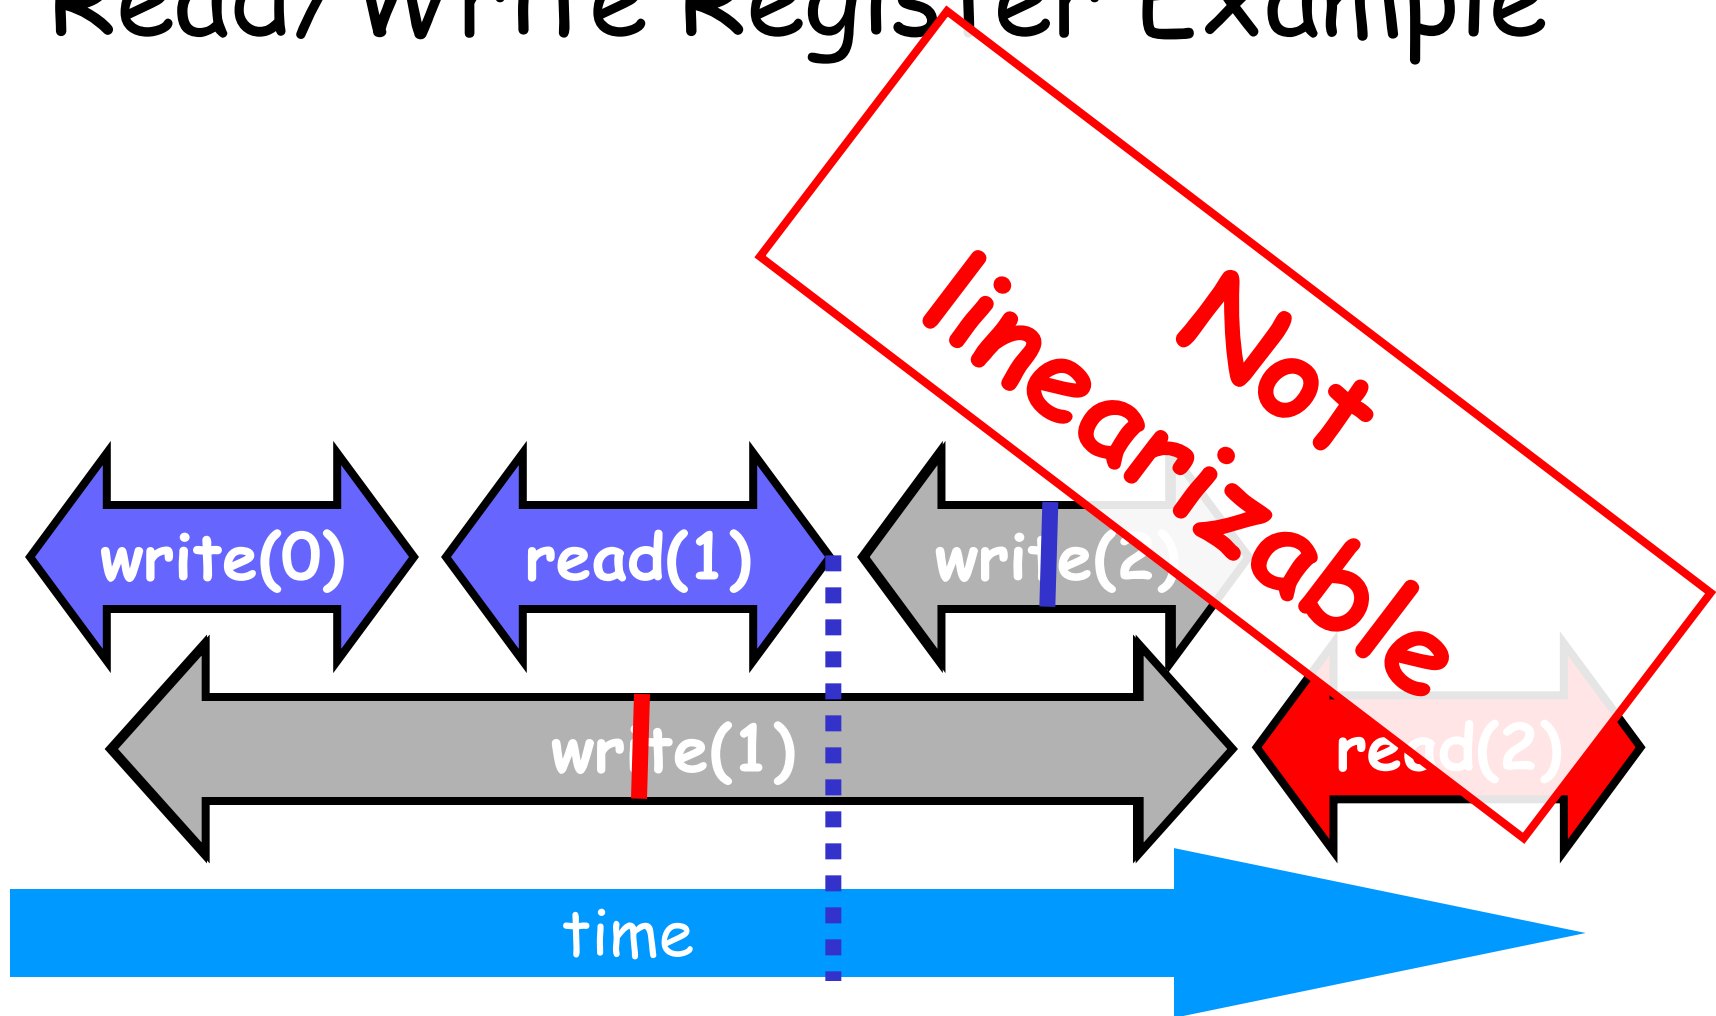 Read/Write Register Example
Not
linearizable
write(0)
read(1)
write(2)
write(1)
read(2)
time